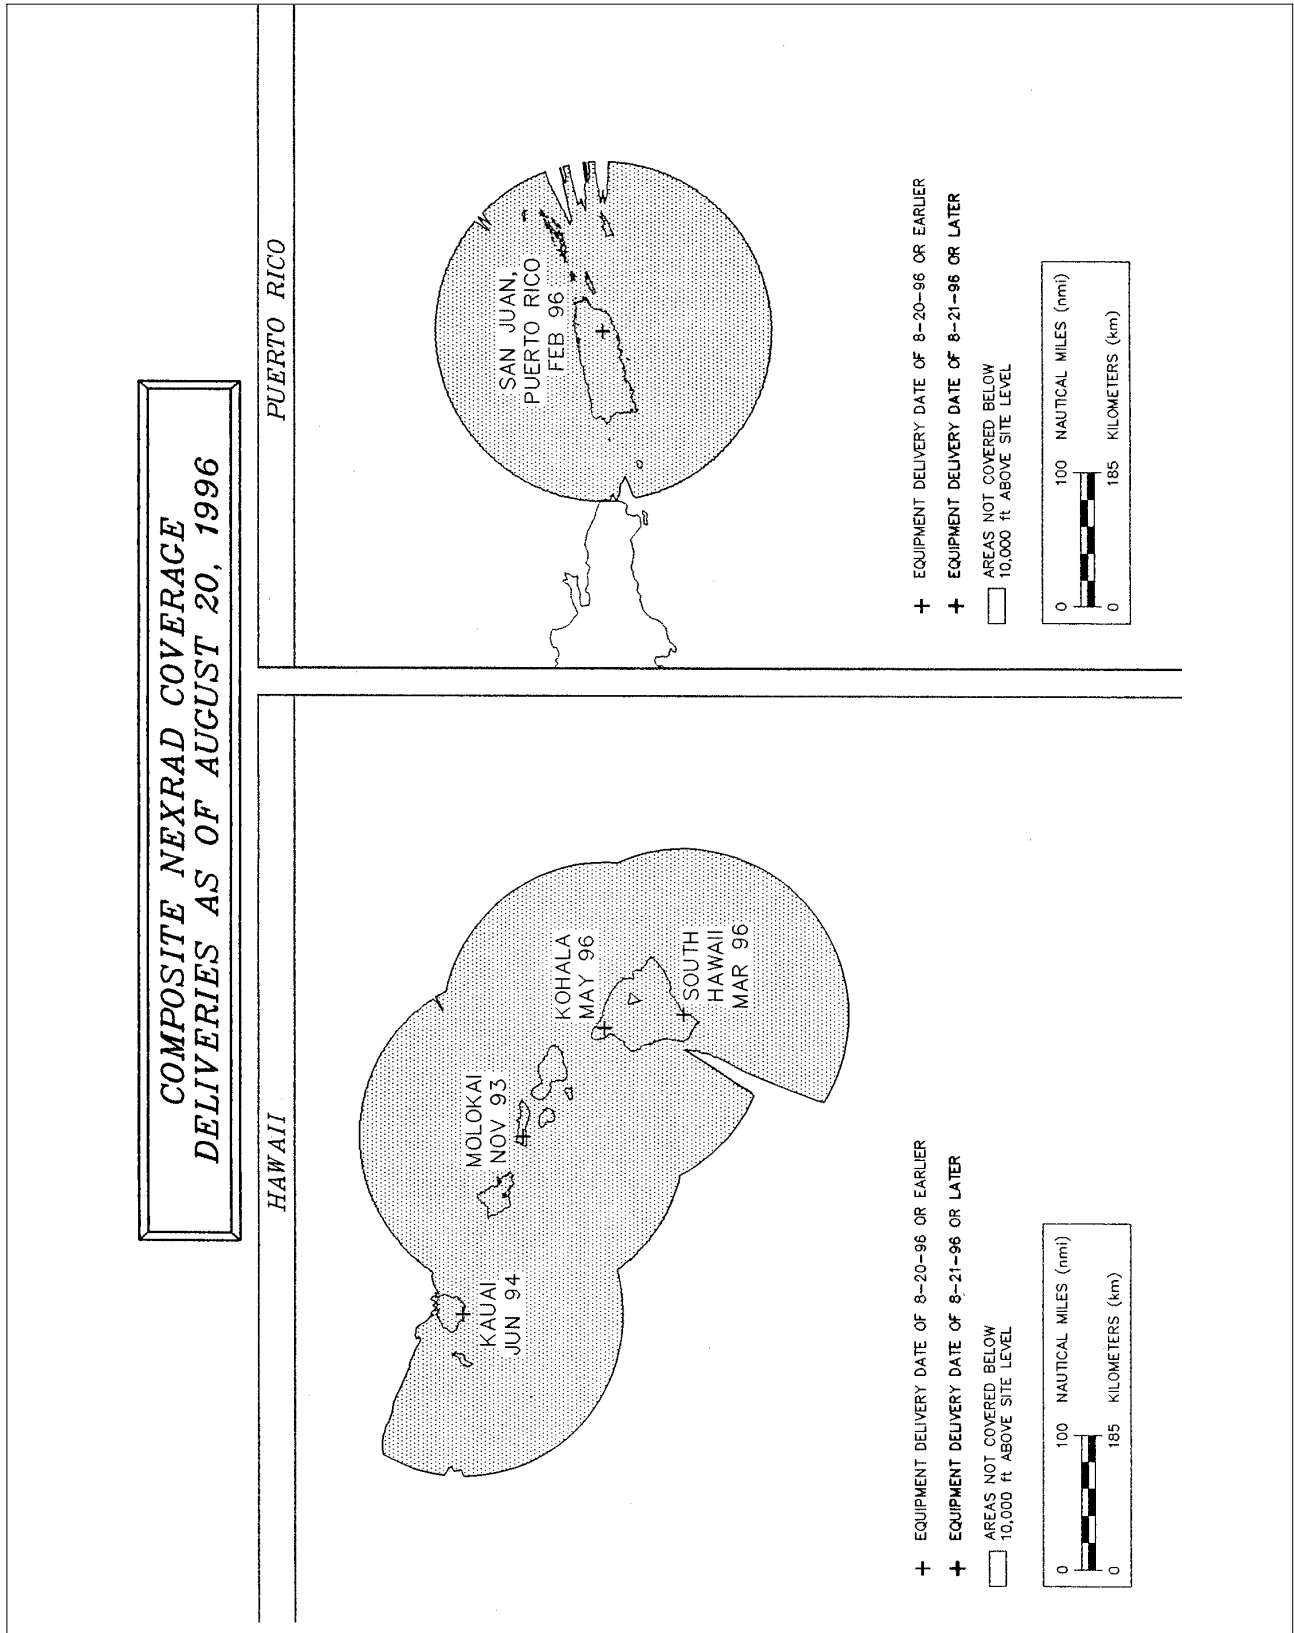 COMPOSITE NEXRAD COVERAGE
DELIVERIES AS OF AUGUST 20, 1996
HAWAII
KAUAI
JUN 94
MOLOKAI
NOV 93
KOHALA
MAY 96
SOUTH
HAWAII
MAR 96
+ EQUIPMENT DELIVERY DATE OF 8-20-96 OR EARLIER
+ EQUIPMENT DELIVERY DATE OF 8-21-96 OR LATER
AREAS NOT COVERED BELOW
10,000 ft ABOVE SITE LEVEL
0 100 NAUTICAL MILES (nmi)
0 185 KILOMETERS (km)
PUERTO RICO
SAN JUAN,
PUERTO RICO
FEB 96
+ EQUIPMENT DELIVERY DATE OF 8-20-96 OR EARLIER
+ EQUIPMENT DELIVERY DATE OF 8-21-96 OR LATER
AREAS NOT COVERED BELOW
10,000 ft ABOVE SITE LEVEL
0 100 NAUTICAL MILES (nmi)
0 185 KILOMETERS (km)